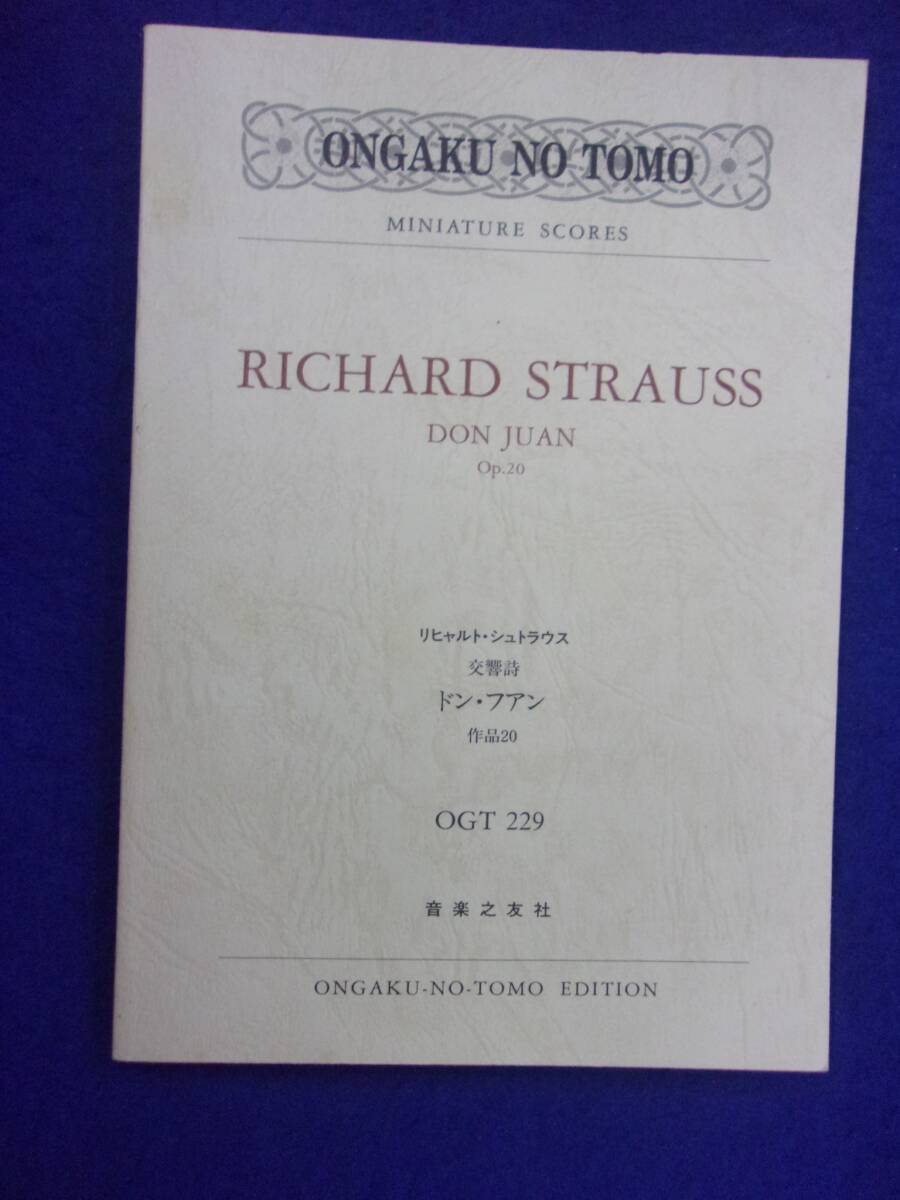 ONGAKU NO TOMO
MINIATURE SCORES
RICHARD STRAUSS
DON JUAN
Op.20
リヒャルト・シュトラウス
交響詩
ドン・フアン
作品20
OGT 229
音楽之友社
ONGAKU-NO-TOMO EDITION